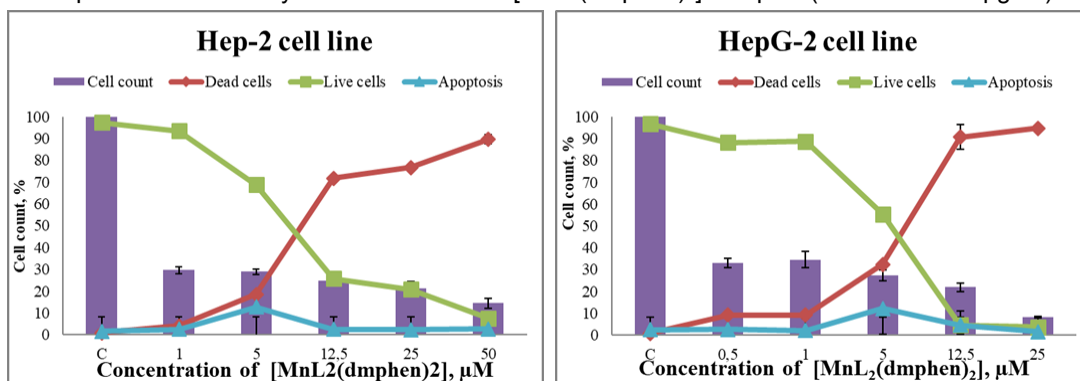 Hep-2 cell line
Cell count Dead cells Live cells Apoptosis
Cell count, %
100
90
80
70
60
50
40
30
20
10
0
C 1 5 12,5 25 50
Concentration of [MnL2(dmphen)2], µM
HepG-2 cell line
Cell count Dead cells Live cells Apoptosis
Cell count, %
100
90
80
70
60
50
40
30
20
10
0
C 0,5 1 5 12,5 25
Concentration of [MnL₂(dmphen)₂], µM